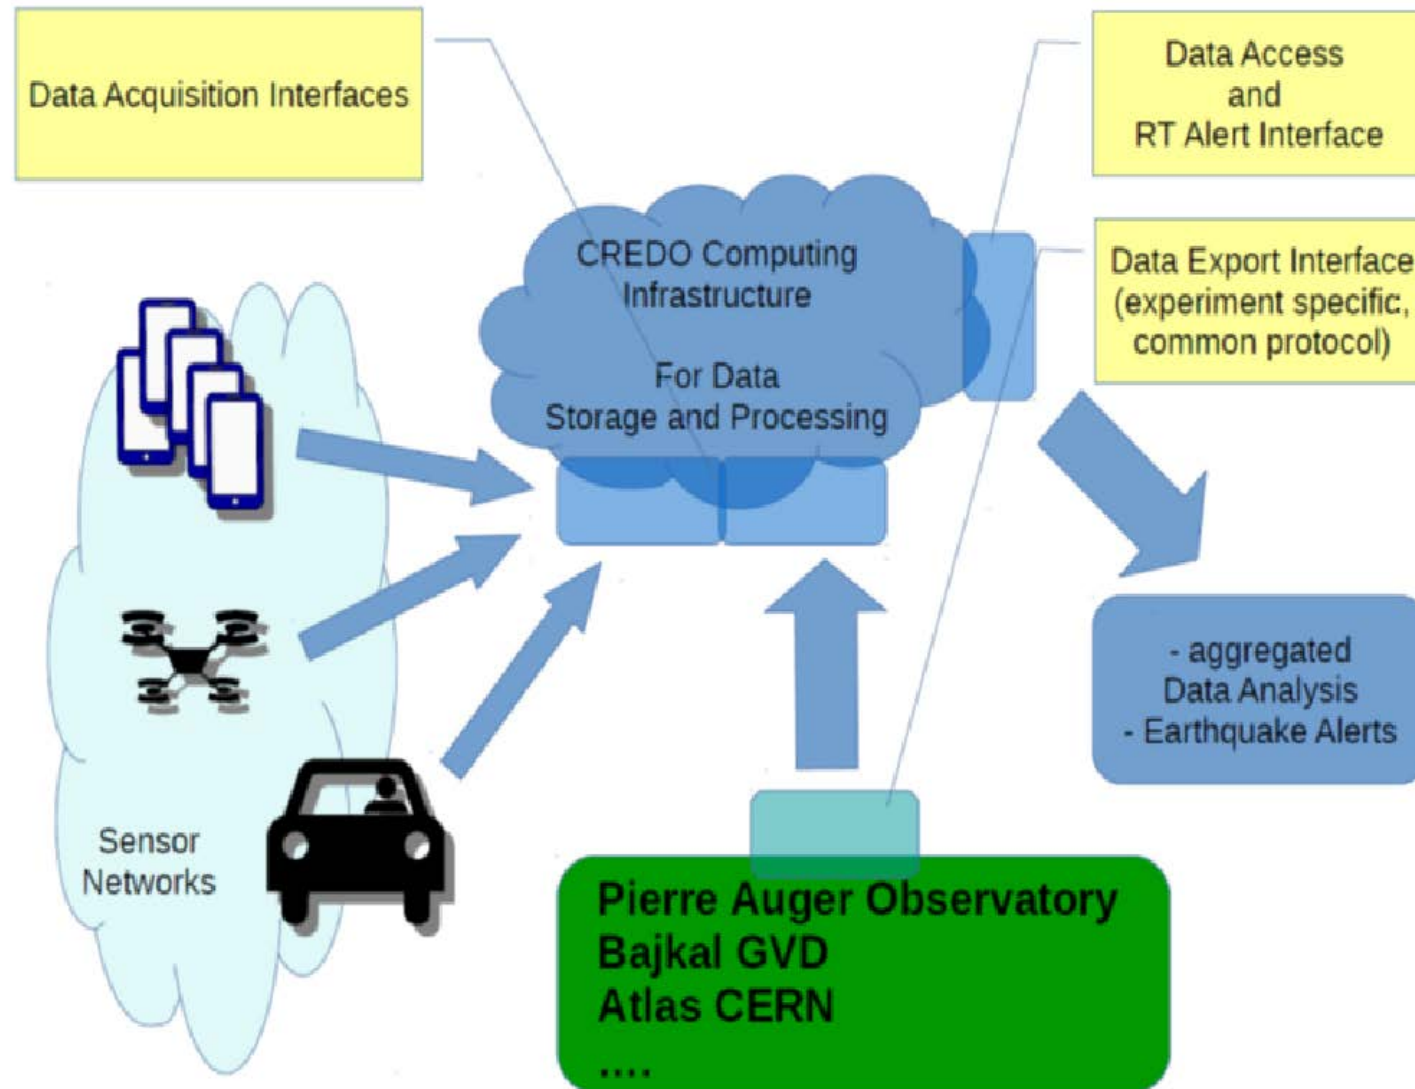 Data Acquisition Interfaces
Data Access
and
RT Alert Interface
Data Export Interface
(experiment specific,
common protocol)
CREDO Computing
Infrastructure
For Data
Storage and Processing
- aggregated
Data Analysis
- Earthquake Alerts
Sensor
Networks
Pierre Auger Observatory
Bajkal GVD
Atlas CERN
....